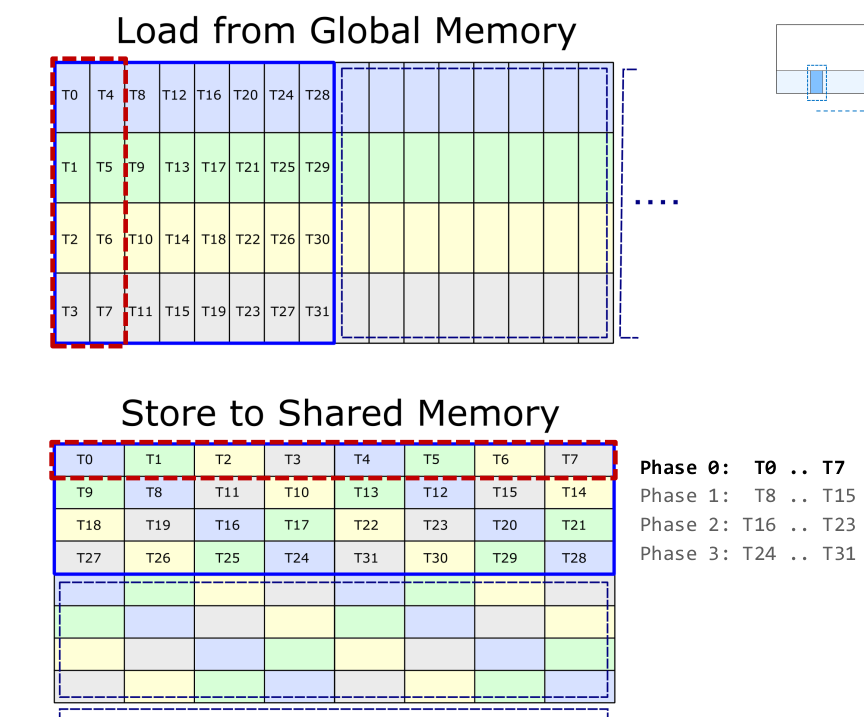 Load from Global Memory
T0 T4 T8 T12 T16 T20 T24 T28
T1 T5 T9 T13 T17 T21 T25 T29
....
T2 T6 T10 T14 T18 T22 T26 T30
T3 T7 T11 T15 T19 T23 T27 T31
Store to Shared Memory
T0 T1 T2 T3 T4 T5 T6 T7
T9 T8 T11 T10 T13 T12 T15 T14
T18 T19 T16 T17 T22 T23 T20 T21
T27 T26 T25 T24 T31 T30 T29 T28
Phase 0: T0 .. T7
Phase 1: T8 .. T15
Phase 2: T16 .. T23
Phase 3: T24 .. T31